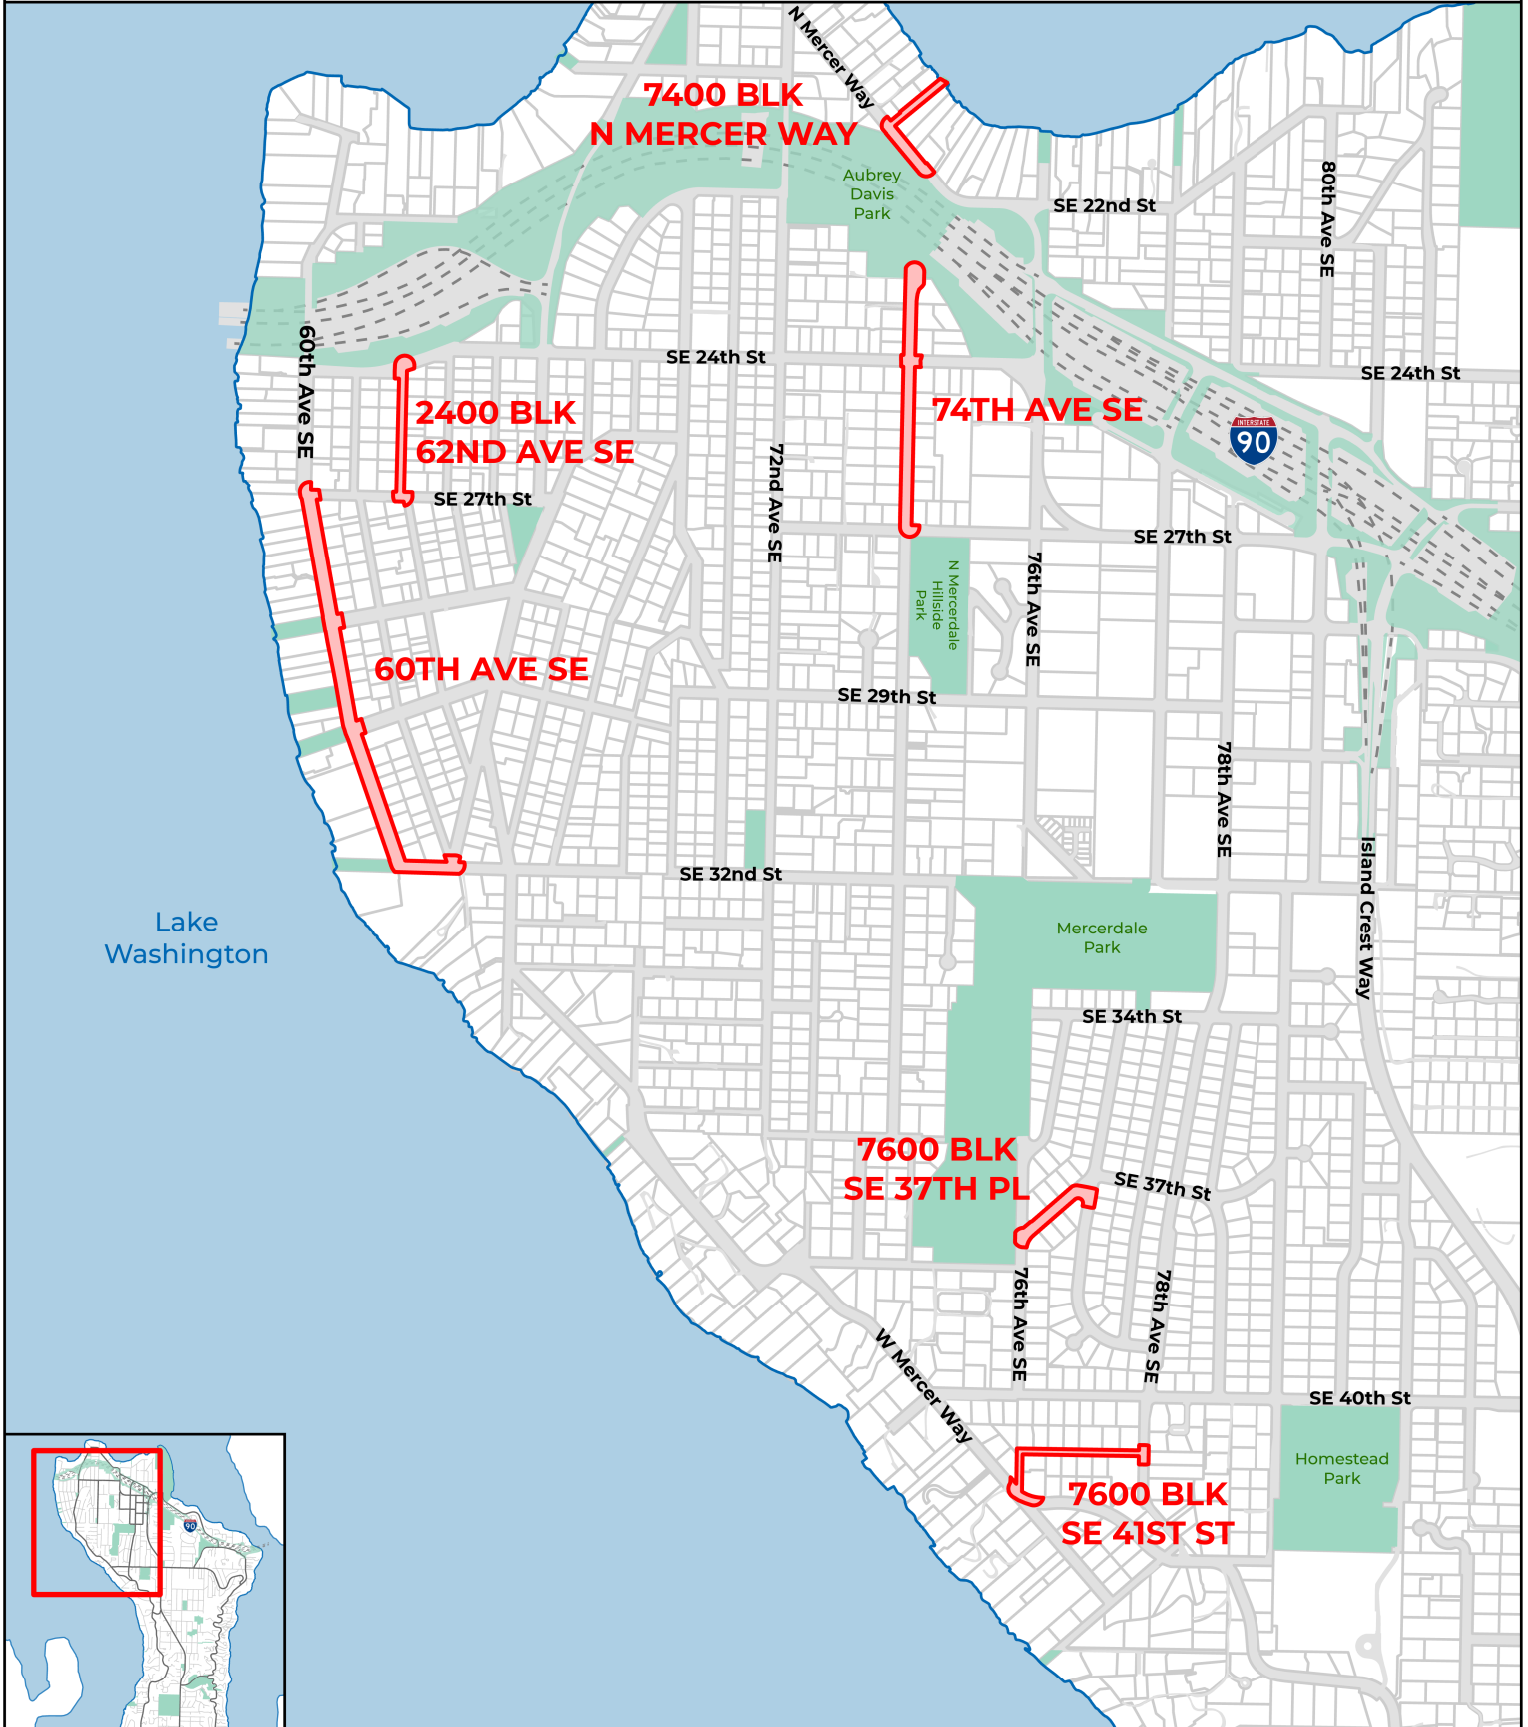 N Mercer Way
7400 BLK
N MERCER WAY
Aubrey
Davis
Park
SE 22nd St
80th Ave SE
60th Ave SE
SE 24th St
SE 24th St
2400 BLK
62ND AVE SE
74TH AVE SE
INTERSTATE
90
72nd Ave SE
SE 27th St
SE 27th St
N Mercerdale
Hillside
Park
76th Ave SE
60TH AVE SE
SE 29th St
78th Ave SE
SE 32nd St
Island Crest Way
Lake
Washington
Mercerdale
Park
SE 34th St
7600 BLK
SE 37TH PL
SE 37th St
76th Ave SE
78th Ave SE
W Mercer Way
SE 40th St
Homestead
Park
7600 BLK
SE 41ST ST
90